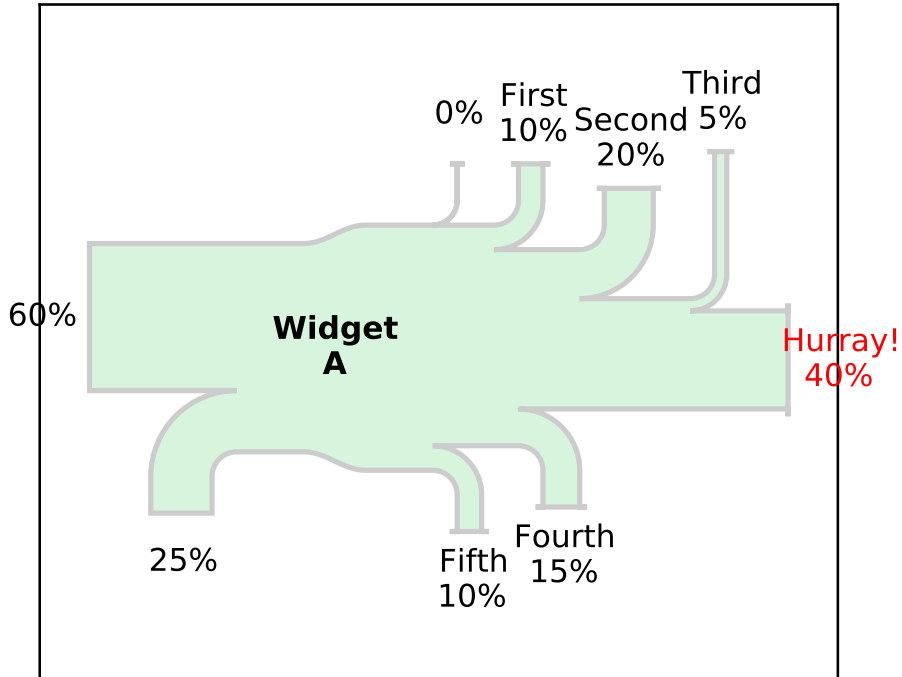 Third
5%
First
10%
0%
Second
20%
60%
Widget
A
Hurray!
40%
25%
Fifth
10%
Fourth
15%